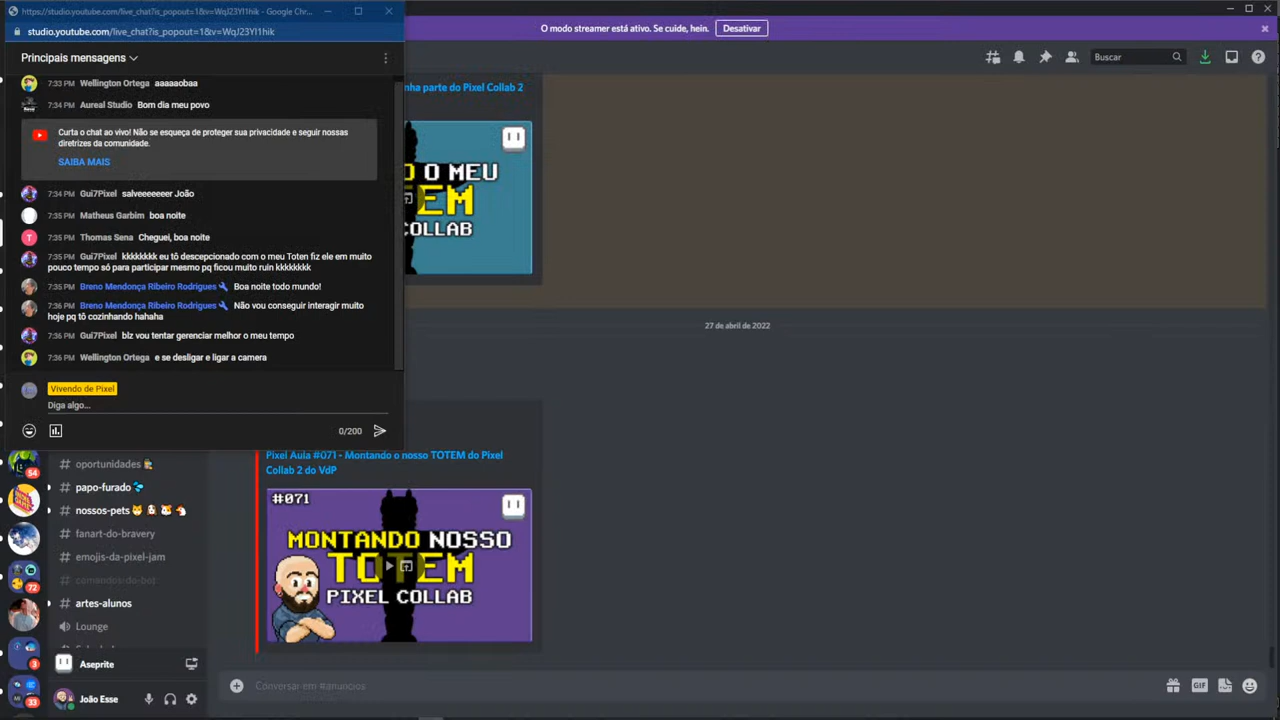 https://studio.youtube.com/live_chat?is_popout=1&v=WqJ23YI1hik - Google Chr...
studio.youtube.com/live_chat?is_popout=1&v=WqJ23YI1hik
Principais mensagens
7:33 PM Wellington Ortega aaaaaobaa
7:34 PM Aureal Studio Bom dia meu povo
Curta o chat ao vivo! Não se esqueça de proteger sua privacidade e seguir nossas
diretrizes da comunidade.
SAIBA MAIS
7:34 PM Gui7Pixel salveeeeeeer João
7:35 PM Matheus Garbim boa noite
T 7:35 PM Thomas Sena Cheguei, boa noite
7:35 PM Gui7Pixel kkkkkkkk eu tô descepcionado com o meu Toten fiz ele em muito
pouco tempo só para participar mesmo pq ficou muito ruin kkkkkkkk
7:35 PM Breno Mendonça Ribeiro Rodrigues Boa noite todo mundo!
7:36 PM Breno Mendonça Ribeiro Rodrigues Não vou conseguir interagir muito
hoje pq tô cozinhando hahaha
7:36 PM Gui7Pixel blz vou tentar gerenciar melhor o meu tempo
7:36 PM Wellington Ortega e se desligar e ligar a camera
Vivendo de Pixel
Diga algo...
0/200
O modo streamer está ativo. Se cuide, hein.
Desativar
Buscar
nha parte do Pixel Collab 2
O O MEU
EM
COLLAB
27 de abril de 2022
54
72
3
33
# oportunidades
# papo-furado
# nossos-pets
# fanart-do-bravery
# emojis-da-pixel-jam
# comandos-do-bot
# artes-alunos
Lounge
Aseprite
João Esse
Pixel Aula #071 - Montando o nosso TOTEM do Pixel
Collab 2 do VdP
#071
MONTANDO NOSSO
TOTEM
PIXEL COLLAB
Conversar em #anuncios
GIF